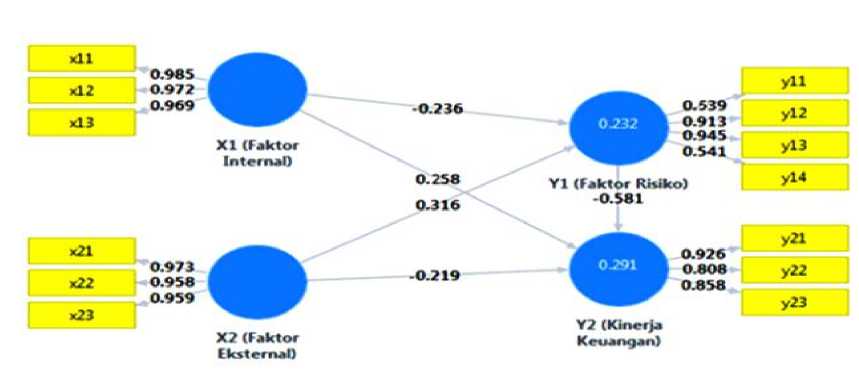 x11
x12
x13
0.985
0.972
0.969
X1 (Faktor
Internal)
-0.236
0.258
0.316
-0.219
x21
x22
x23
0.973
0.958
0.959
X2 (Faktor
Eksternal)
0.232
Y1 (Faktor Risiko)
-0.581
0.539
0.913
0.945
0.541
y11
y12
y13
y14
0.291
Y2 (Kinerja
Keuangan)
0.926
0.808
0.858
y21
y22
y23